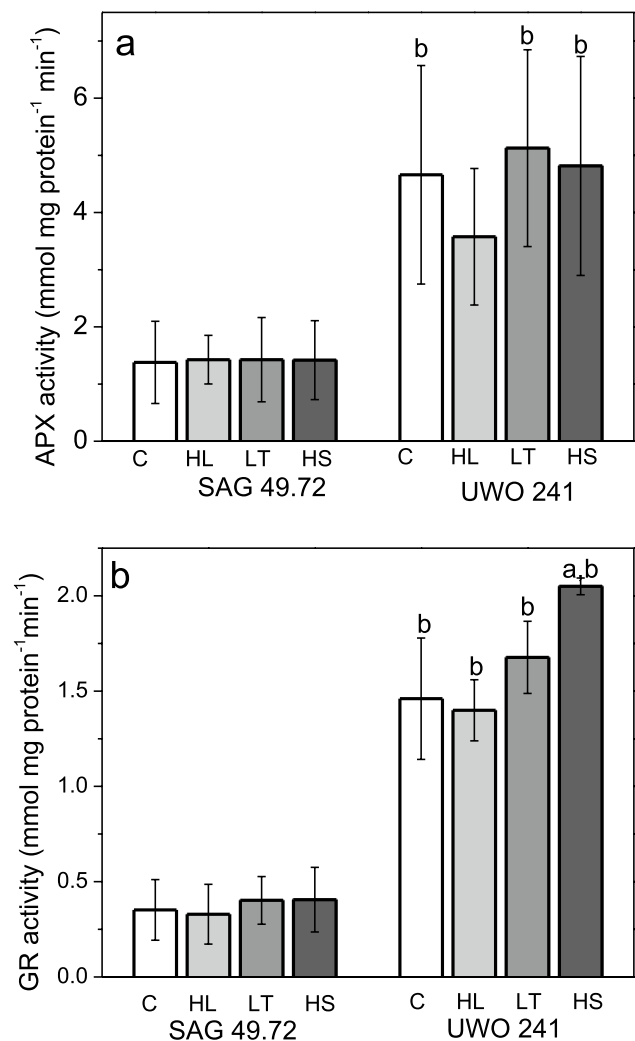 a
APX activity (mmol mg protein⁻¹ min⁻¹)
6
4
2
0
b
b
b
C HL LT HS C HL LT HS
SAG 49.72 UWO 241
b
GR activity (mmol mg protein⁻¹min⁻¹)
2.0
1.5
1.0
0.5
0.0
b
b
b
a,b
C HL LT HS C HL LT HS
SAG 49.72 UWO 241